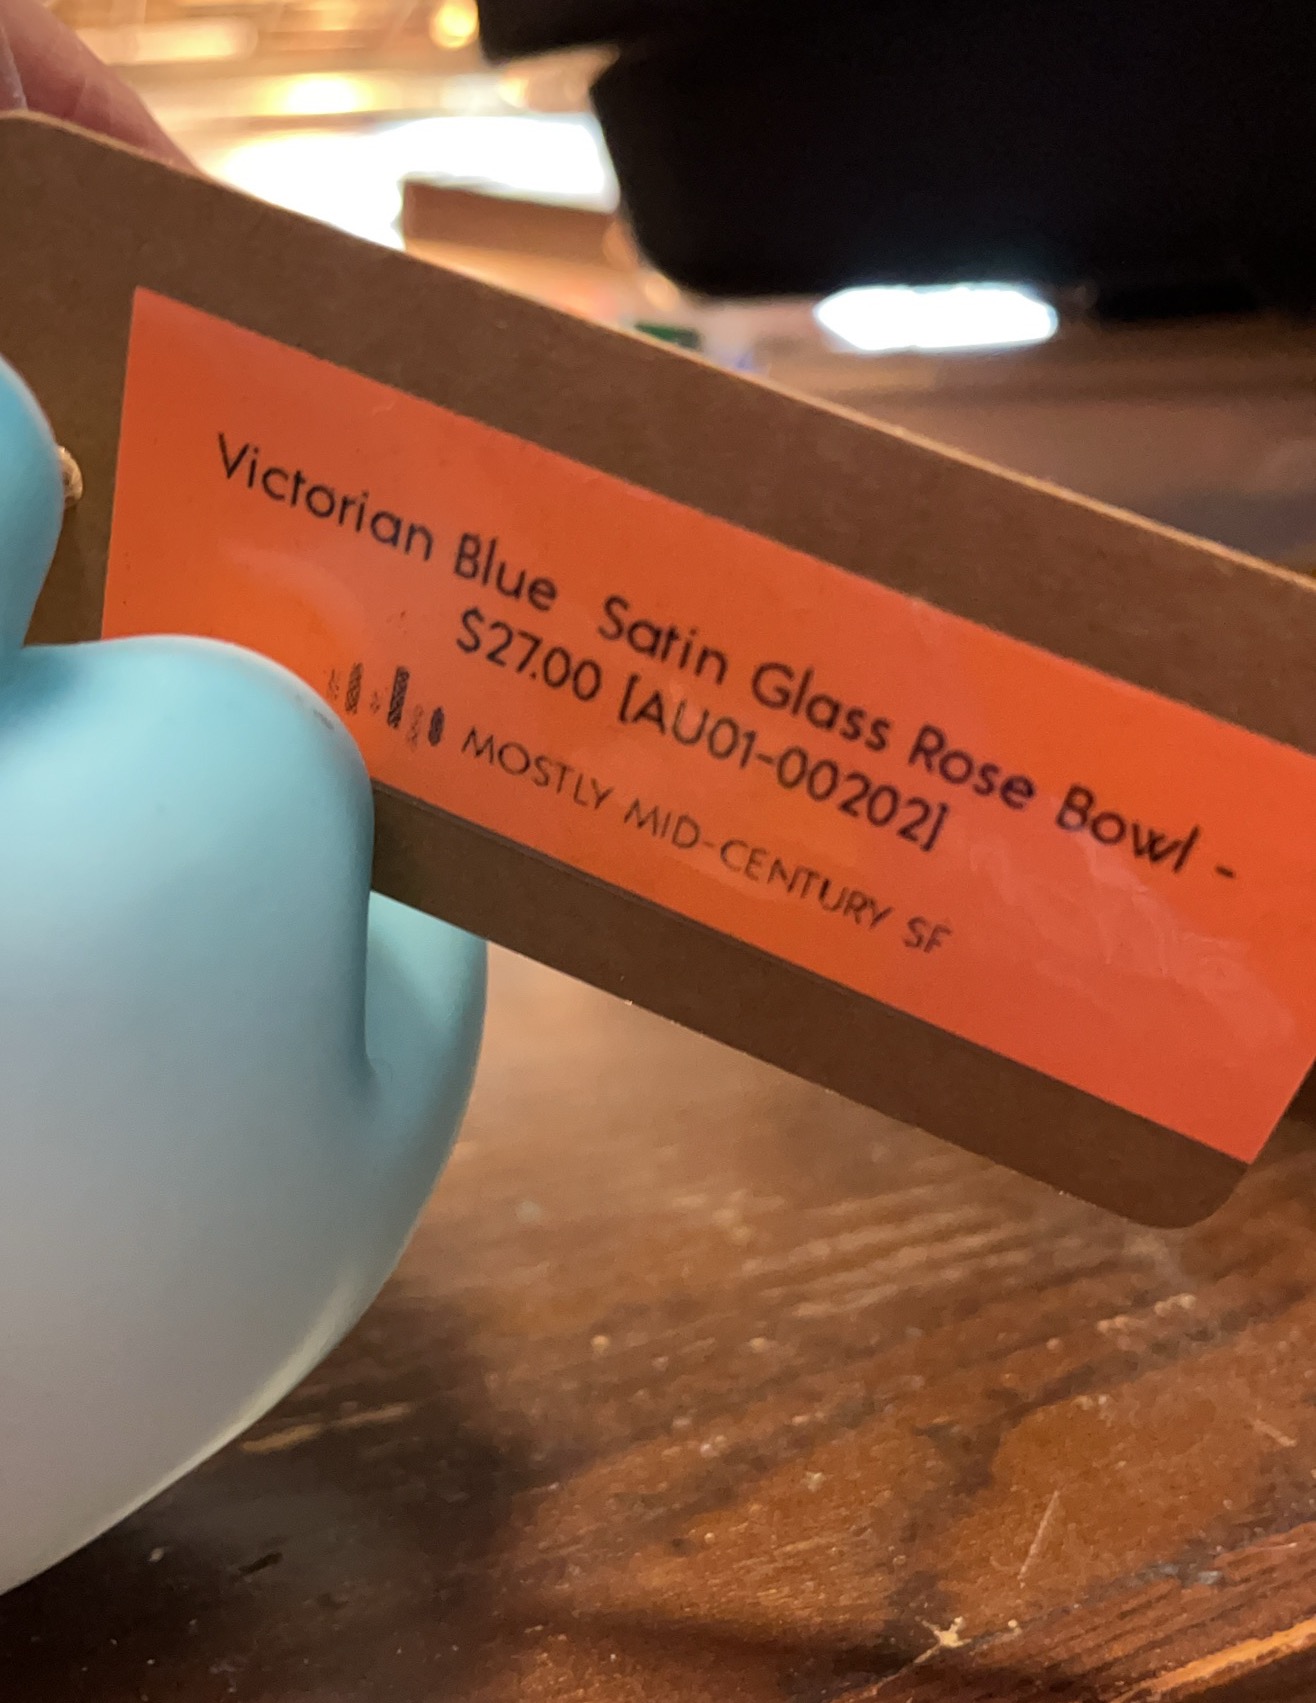 Victorian Blue Satin Glass Rose Bowl -
$27.00 [AU01-00202]
MOSTLY MID-CENTURY SF